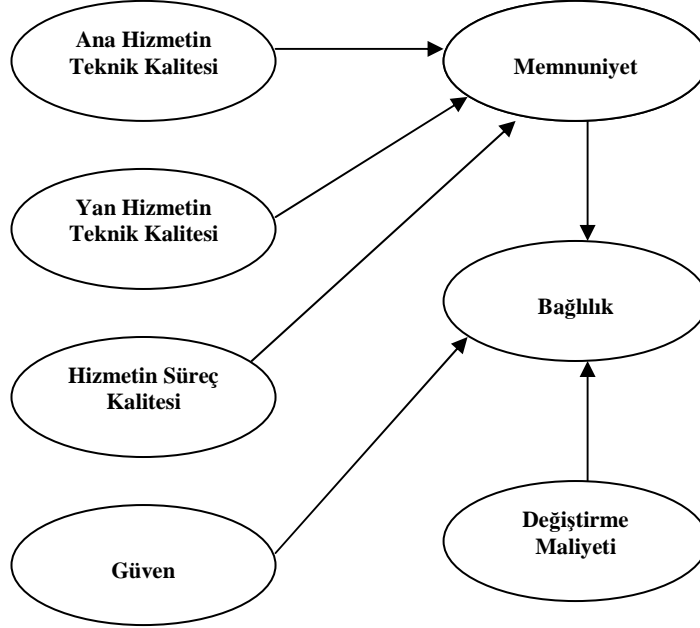 Ana Hizmetin
Teknik Kalitesi
Memnuniyet
Yan Hizmetin
Teknik Kalitesi
Bağlılık
Hizmetin Süreç
Kalitesi
Değiştirme
Maliyeti
Güven